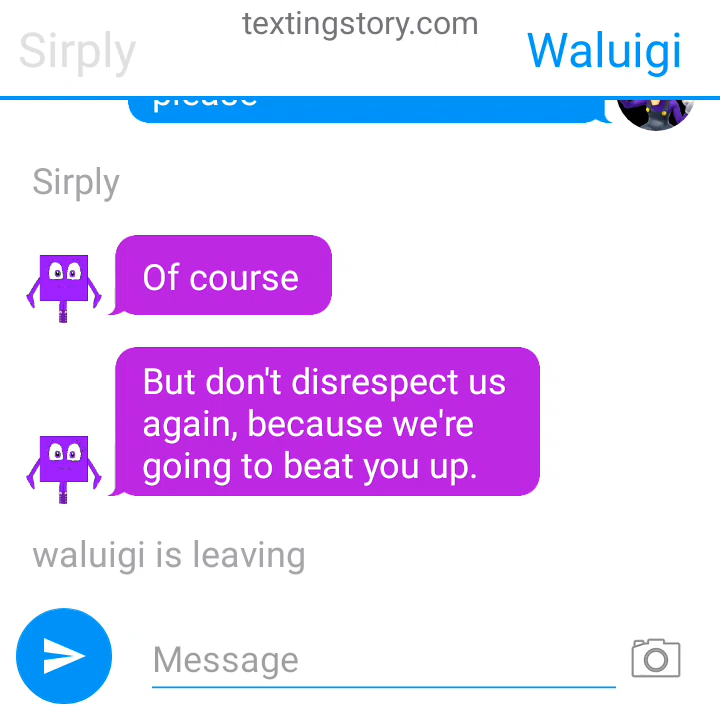 textingstory.com
Sirply
Waluigi
please
Sirply
Of course
But don't disrespect us
again, because we're
going to beat you up.
waluigi is leaving
Message